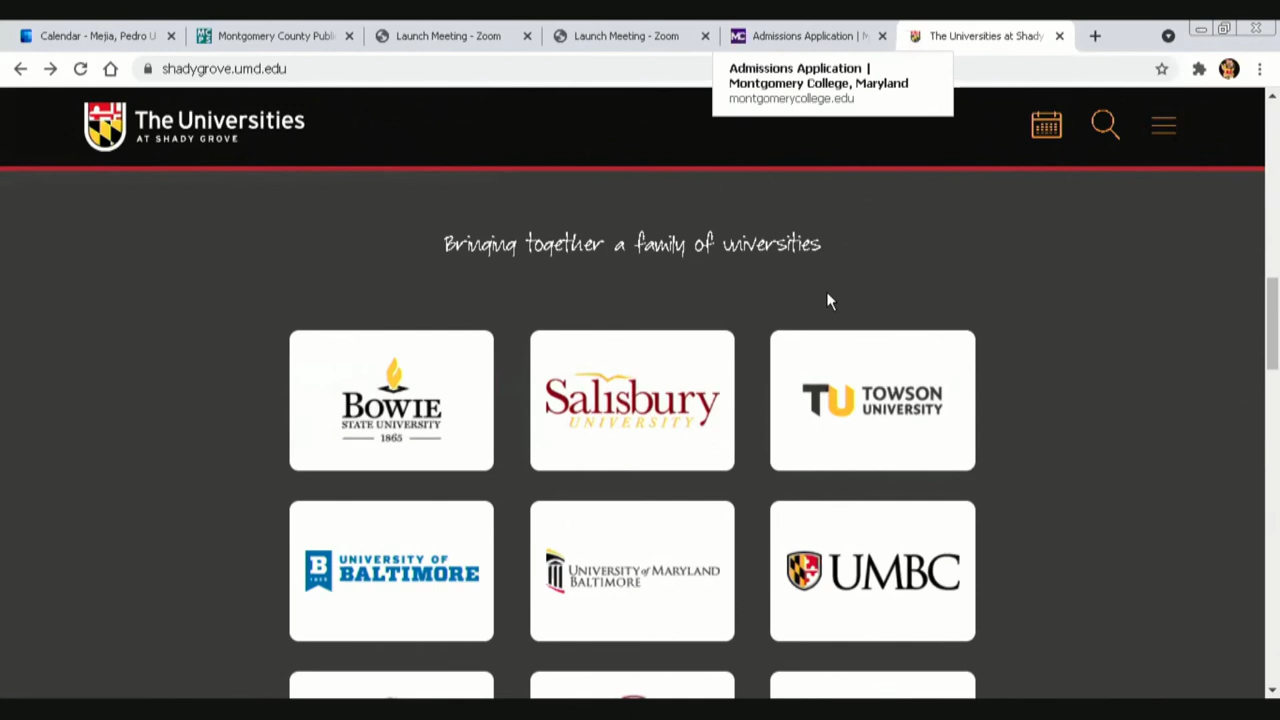 Calendar - Mejia, Pedro U
Montgomery County Publi
Launch Meeting - Zoom
Launch Meeting - Zoom
Admissions Application | M
The Universities at Shady
shadygrove.umd.edu
Admissions Application |
Montgomery College, Maryland
montgomerycollege.edu
The Universities
AT SHADY GROVE
Bringing together a family of universities
BOWIE
STATE UNIVERSITY
1865
Salisbury
UNIVERSITY
TU TOWSON
UNIVERSITY
B UNIVERSITY OF
BALTIMORE
UNIVERSITY of MARYLAND
BALTIMORE
UMBC